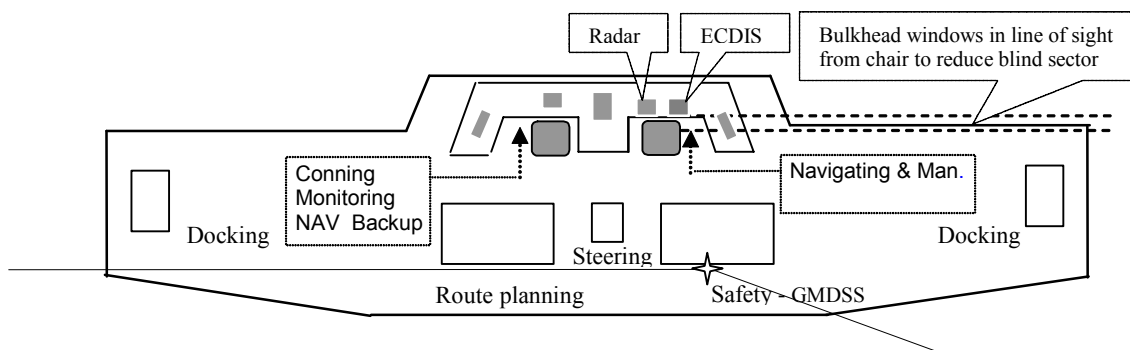 Radar
ECDIS
Bulkhead windows in line of sight
from chair to reduce blind sector
Conning
Monitoring
NAV Backup
Navigating & Man.
Docking
Steering
Docking
Route planning
Safety - GMDSS